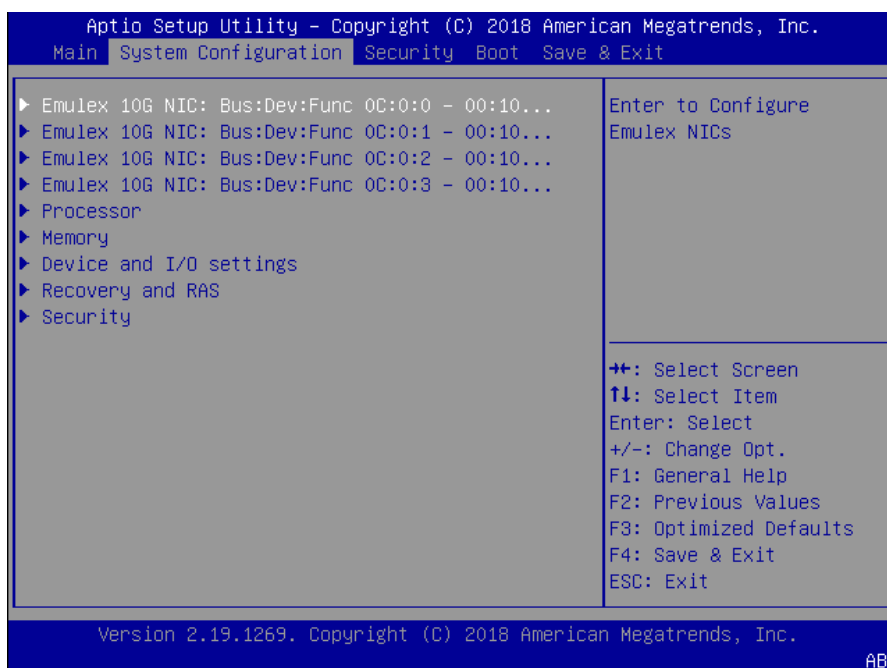 Aptio Setup Utility – Copyright (C) 2018 American Megatrends, Inc.
Main System Configuration Security Boot Save & Exit
Emulex 10G NIC: Bus:Dev:Func 0C:0:0 – 00:10...
Emulex 10G NIC: Bus:Dev:Func 0C:0:1 – 00:10...
Emulex 10G NIC: Bus:Dev:Func 0C:0:2 – 00:10...
Emulex 10G NIC: Bus:Dev:Func 0C:0:3 – 00:10...
Processor
Memory
Device and I/O settings
Recovery and RAS
Security
Enter to Configure
Emulex NICs
→←: Select Screen
↑↓: Select Item
Enter: Select
+/-: Change Opt.
F1: General Help
F2: Previous Values
F3: Optimized Defaults
F4: Save & Exit
ESC: Exit
Version 2.19.1269. Copyright (C) 2018 American Megatrends, Inc.
AB